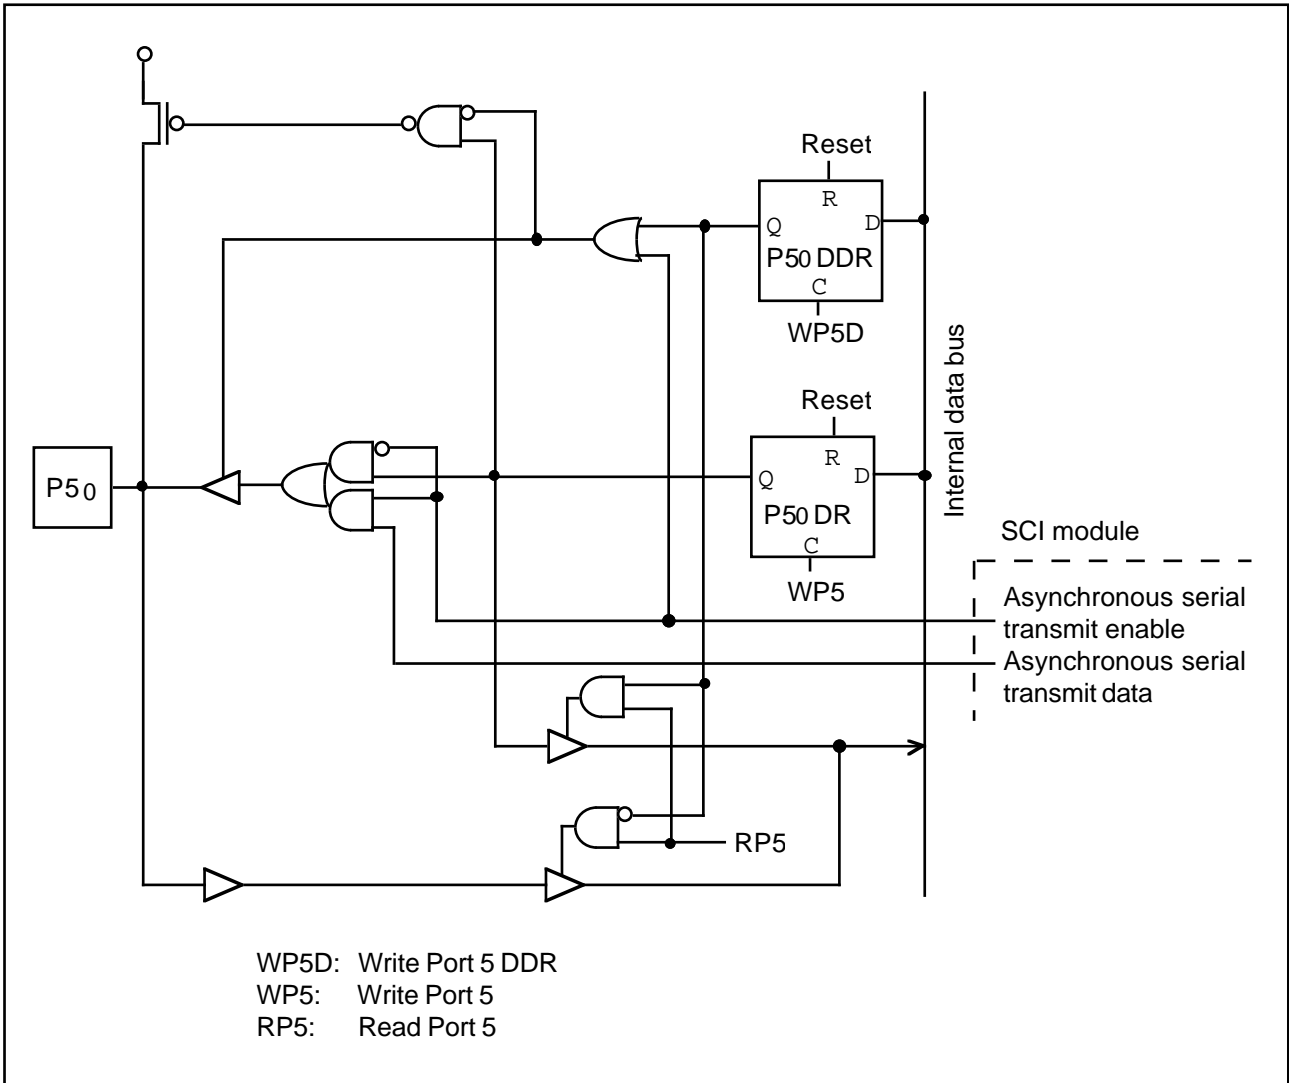 Reset
R
Q
D
P50 DDR
C
WP5D
Internal data bus
Reset
R
Q
D
P50 DR
C
WP5
P50
SCI module
Asynchronous serial
transmit enable
Asynchronous serial
transmit data
RP5
WP5D: Write Port 5 DDR
WP5: Write Port 5
RP5: Read Port 5